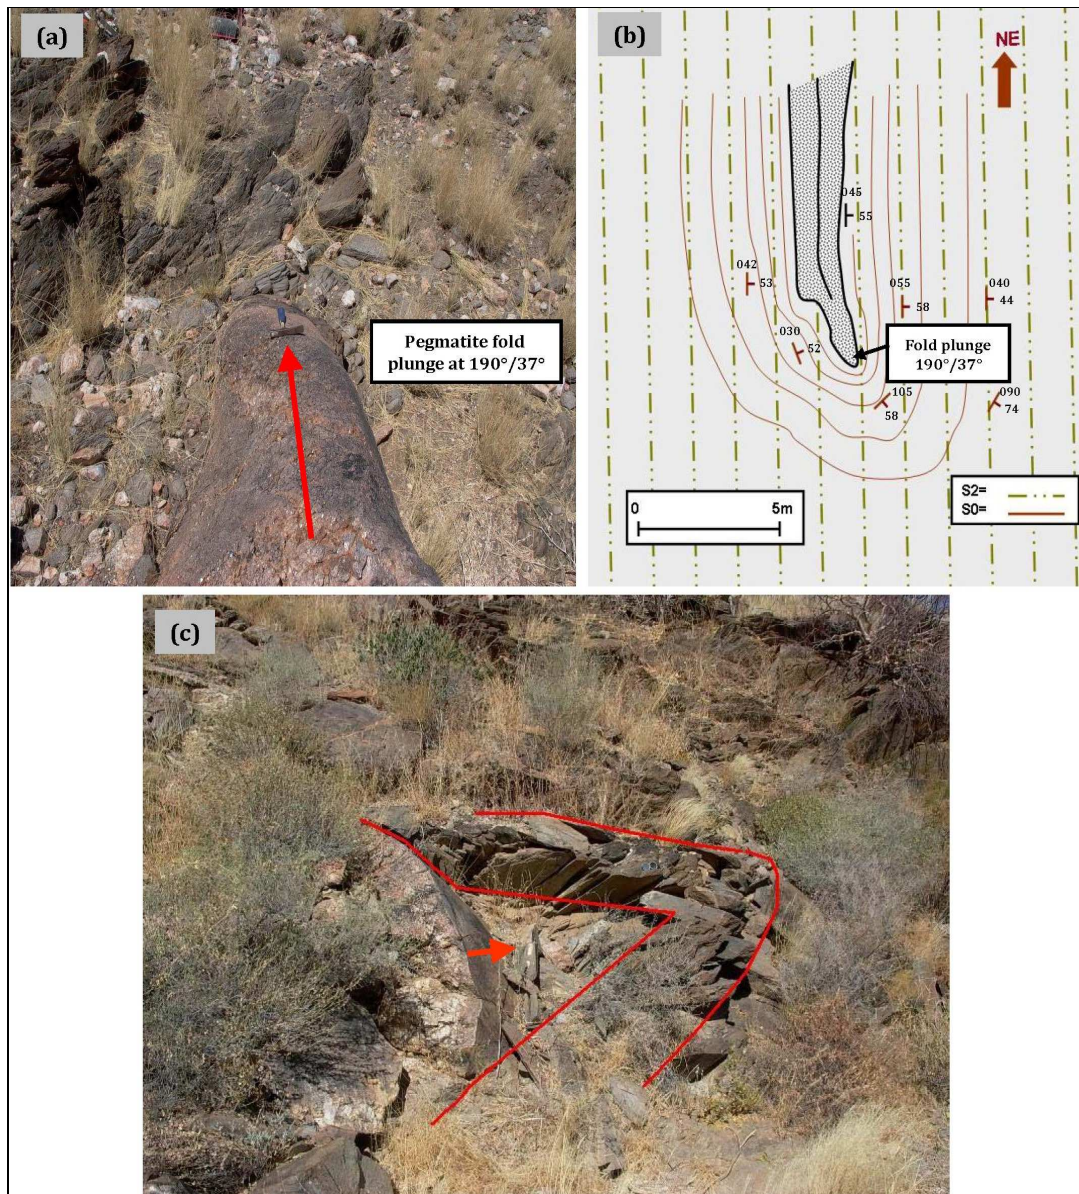 (a)
Pegmatite fold
plunge at 190°/37°
(b)
NE
045
55
042
53
055
58
040
44
030
52
Fold plunge
190°/37°
105
58
090
74
0
5m
S2=
S0=
(c)